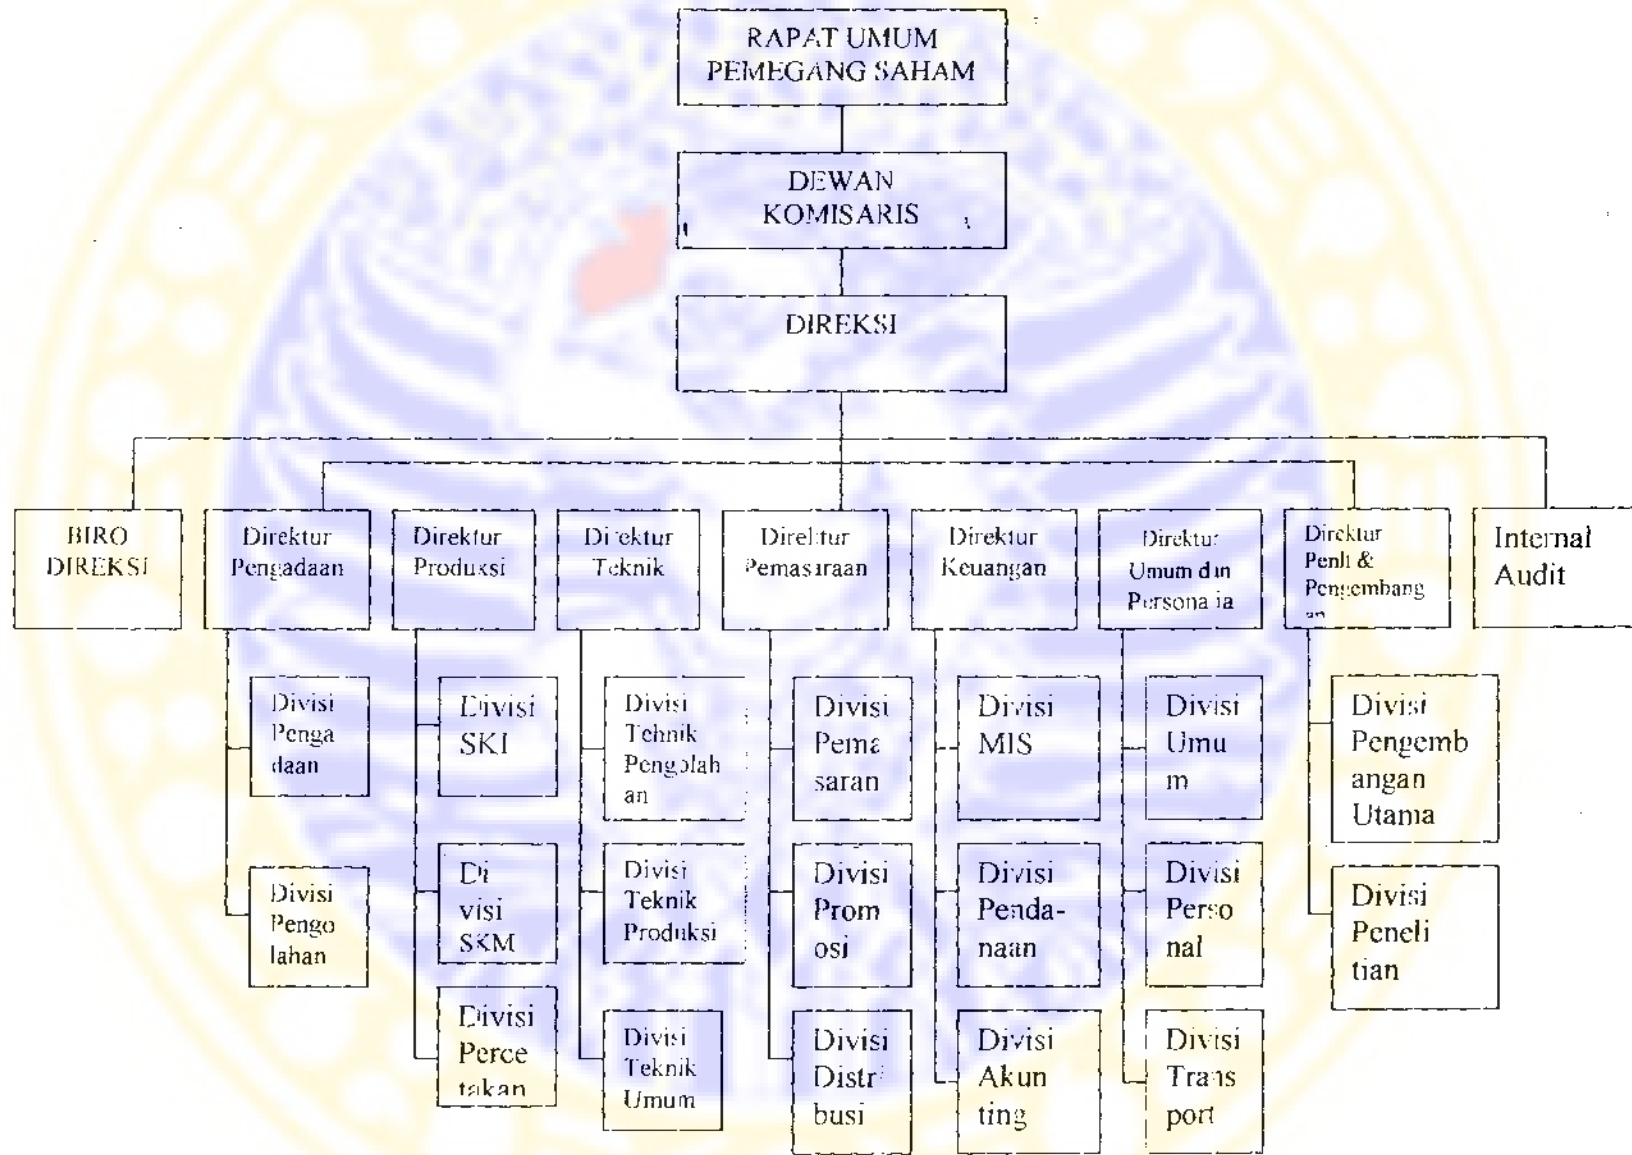 RAPAT UMUM
PEMEGANG SAHAM
DEWAN
KOMISARIS
DIREKSI
BIRO
DIREKSI
Direktur
Pengadaan
Direktur
Produksi
Direktur
Teknik
Direktur
Pemasaraan
Direktur
Keuangan
Direktur
Umum dan
Personalia
Direktur
Penli &
Pengembang
an
Internal
Audit
Divisi
Penga
daan
Divisi
Pengo
lahan
Divisi
SKI
Di
visi
SKM
Divisi
Perce
takan
Divisi
Tehnik
Pengolah
an
Divisi
Teknik
Produksi
Divisi
Teknik
Umum
Divisi
Pema
saran
Divisi
Prom
osi
Divisi
Distri
busi
Divisi
MIS
Divisi
Penda-
naan
Divisi
Akun
ting
Divisi
Umu
m
Divisi
Perso
nal
Divisi
Trans
port
Divisi
Pengemb
angan
Utama
Divisi
Peneli
tian